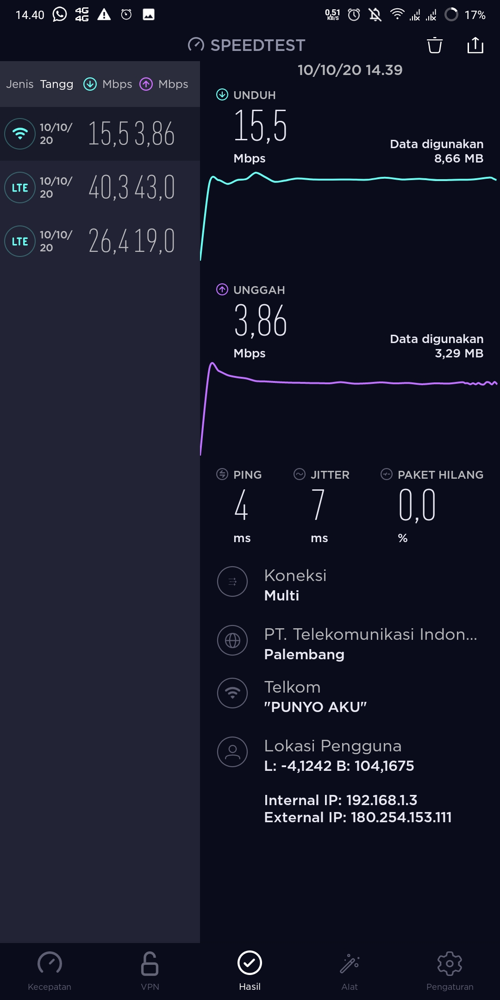 14.40 4G 4G 0,51 KB/S 17%
SPEEDTEST
Jenis Tangg Mbps Mbps
10/10/
20
15,5 3,86
LTE
10/10/
20
40,3 43,0
LTE
10/10/
20
26,4 19,0
10/10/20 14.39
UNDUH
15,5
Mbps
Data digunakan
8,66 MB
UNGGAH
3,86
Mbps
Data digunakan
3,29 MB
PING JITTER PAKET HILANG
4 7 0,0
ms ms %
Koneksi
Multi
PT. Telekomunikasi Indon...
Palembang
Telkom
"PUNYO AKU"
Lokasi Pengguna
L: -4,1242 B: 104,1675
Internal IP: 192.168.1.3
External IP: 180.254.153.111
Kecepatan VPN Hasil Alat Pengaturan